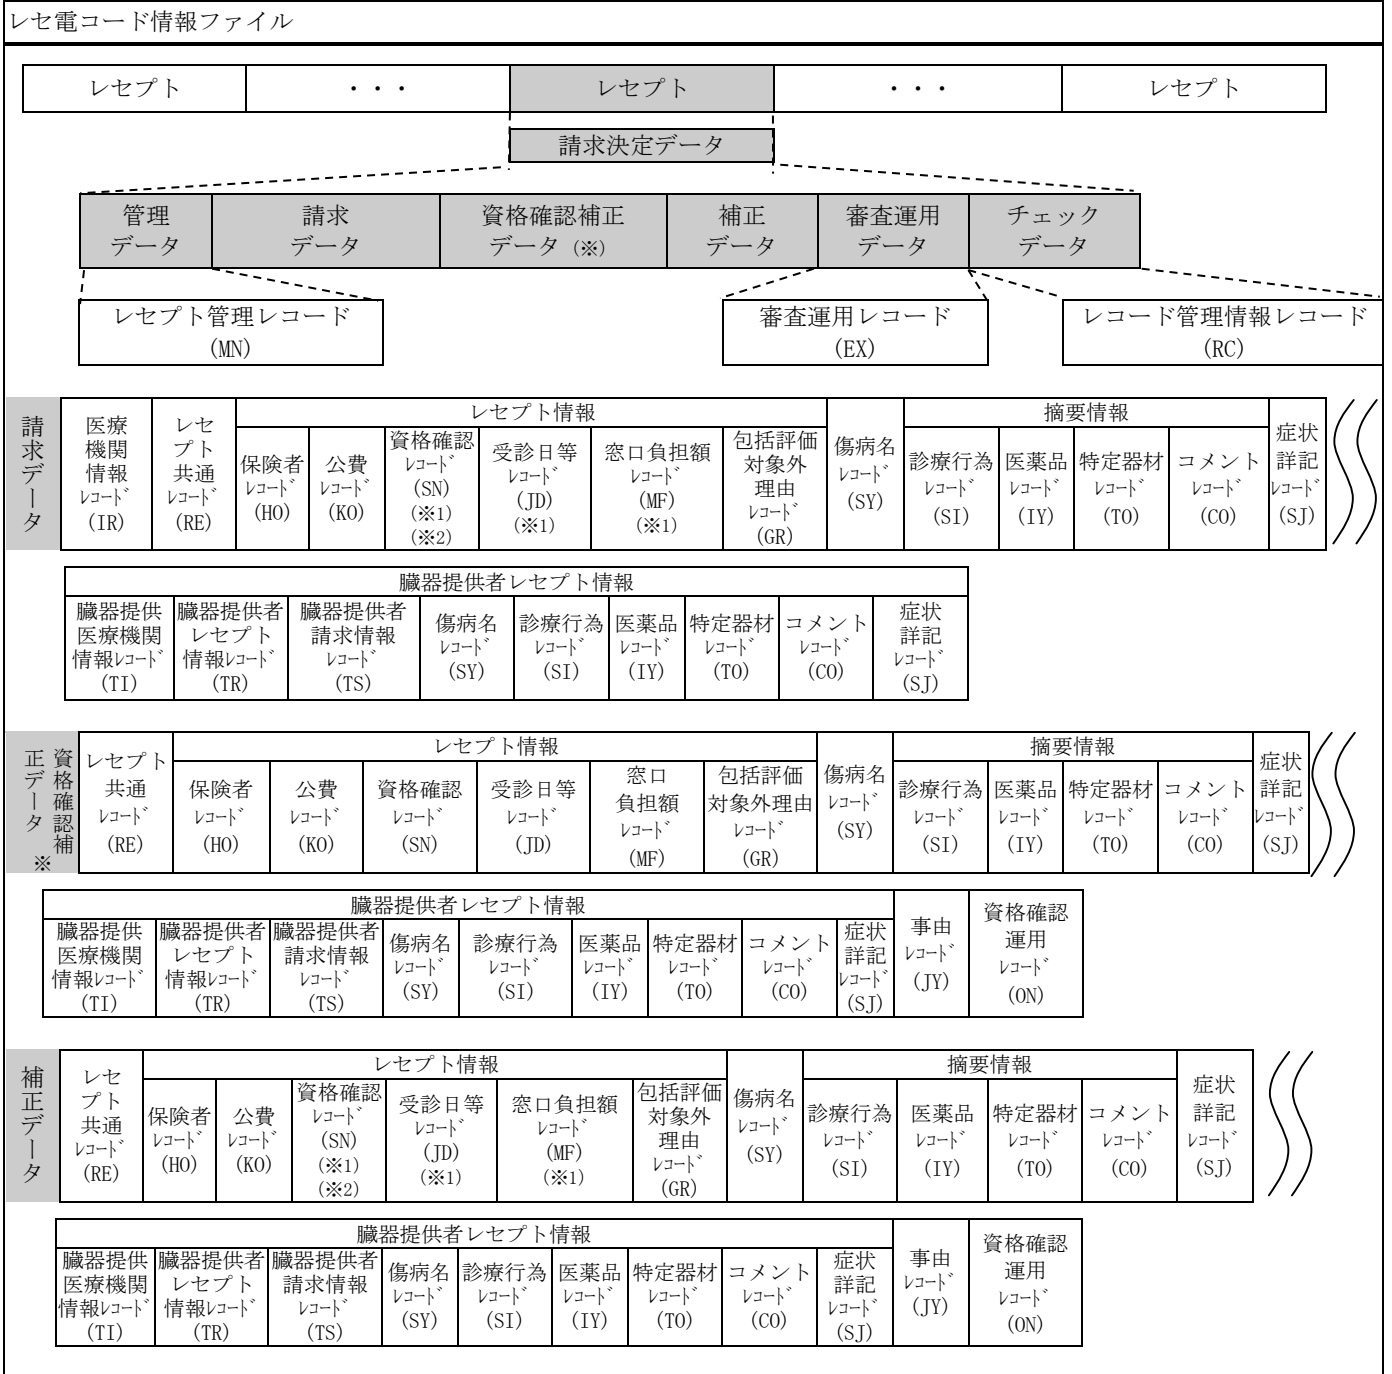 レセ電コード情報ファイル
レセプト
・・・
レセプト
・・・
レセプト
請求決定データ
管理
データ
請求
データ
資格確認補正
データ(※)
補正
データ
審査運用
データ
チェック
データ
レセプト管理レコード
(MN)
審査運用レコード
(EX)
レコード管理情報レコード
(RC)
請求データ
医療
機関
情報
ﾚｺｰﾄﾞ
(IR)
レセ
プト
共通
ﾚｺｰﾄﾞ
(RE)
レセプト情報
保険者
ﾚｺｰﾄﾞ
(HO)
公費
ﾚｺｰﾄﾞ
(KO)
資格確認
ﾚｺｰﾄﾞ
(SN)
(※1)
(※2)
受診日等
ﾚｺｰﾄﾞ
(JD)
(※1)
窓口負担額
ﾚｺｰﾄﾞ
(MF)
(※1)
包括評価
対象外
理由
ﾚｺｰﾄﾞ
(GR)
傷病名
ﾚｺｰﾄﾞ
(SY)
摘要情報
診療行為
ﾚｺｰﾄﾞ
(SI)
医薬品
ﾚｺｰﾄﾞ
(IY)
特定器材
ﾚｺｰﾄﾞ
(TO)
コメント
ﾚｺｰﾄﾞ
(CO)
症状
詳記
ﾚｺｰﾄﾞ
(SJ)
臓器提供者レセプト情報
臓器提供
医療機関
情報ﾚｺｰﾄﾞ
(TI)
臓器提供者
レセプト
情報ﾚｺｰﾄﾞ
(TR)
臓器提供者
請求情報
ﾚｺｰﾄﾞ
(TS)
傷病名
ﾚｺｰﾄﾞ
(SY)
診療行為
ﾚｺｰﾄﾞ
(SI)
医薬品
ﾚｺｰﾄﾞ
(IY)
特定器材
ﾚｺｰﾄﾞ
(TO)
コメント
ﾚｺｰﾄﾞ
(CO)
症状
詳記
ﾚｺｰﾄﾞ
(SJ)
資格確認補
正データ※
レセプト
共通
ﾚｺｰﾄﾞ
(RE)
レセプト情報
保険者
ﾚｺｰﾄﾞ
(HO)
公費
ﾚｺｰﾄﾞ
(KO)
資格確認
ﾚｺｰﾄﾞ
(SN)
受診日等
ﾚｺｰﾄﾞ
(JD)
窓口
負担額
ﾚｺｰﾄﾞ
(MF)
包括評価
対象外理由
ﾚｺｰﾄﾞ
(GR)
傷病名
ﾚｺｰﾄﾞ
(SY)
摘要情報
診療行為
ﾚｺｰﾄﾞ
(SI)
医薬品
ﾚｺｰﾄﾞ
(IY)
特定器材
ﾚｺｰﾄﾞ
(TO)
コメント
ﾚｺｰﾄﾞ
(CO)
症状
詳記
ﾚｺｰﾄﾞ
(SJ)
臓器提供者レセプト情報
臓器提供
医療機関
情報ﾚｺｰﾄﾞ
(TI)
臓器提供者
レセプト
情報ﾚｺｰﾄﾞ
(TR)
臓器提供者
請求情報
ﾚｺｰﾄﾞ
(TS)
傷病名
ﾚｺｰﾄﾞ
(SY)
診療行為
ﾚｺｰﾄﾞ
(SI)
医薬品
ﾚｺｰﾄﾞ
(IY)
特定器材
ﾚｺｰﾄﾞ
(TO)
コメント
ﾚｺｰﾄﾞ
(CO)
症状
詳記
ﾚｺｰﾄﾞ
(SJ)
事由
ﾚｺｰﾄﾞ
(JY)
資格確認
運用
ﾚｺｰﾄﾞ
(ON)
補正データ
レセ
プト
共通
ﾚｺｰﾄﾞ
(RE)
レセプト情報
保険者
ﾚｺｰﾄﾞ
(HO)
公費
ﾚｺｰﾄﾞ
(KO)
資格確認
ﾚｺｰﾄﾞ
(SN)
(※1)
(※2)
受診日等
ﾚｺｰﾄﾞ
(JD)
(※1)
窓口負担額
ﾚｺｰﾄﾞ
(MF)
(※1)
包括評価
対象外
理由
ﾚｺｰﾄﾞ
(GR)
傷病名
ﾚｺｰﾄﾞ
(SY)
摘要情報
診療行為
ﾚｺｰﾄﾞ
(SI)
医薬品
ﾚｺｰﾄﾞ
(IY)
特定器材
ﾚｺｰﾄﾞ
(TO)
コメント
ﾚｺｰﾄﾞ
(CO)
症状
詳記
ﾚｺｰﾄﾞ
(SJ)
臓器提供者レセプト情報
臓器提供
医療機関
情報ﾚｺｰﾄﾞ
(TI)
臓器提供者
レセプト
情報ﾚｺｰﾄﾞ
(TR)
臓器提供者
請求情報
ﾚｺｰﾄﾞ
(TS)
傷病名
ﾚｺｰﾄﾞ
(SY)
診療行為
ﾚｺｰﾄﾞ
(SI)
医薬品
ﾚｺｰﾄﾞ
(IY)
特定器材
ﾚｺｰﾄﾞ
(TO)
コメント
ﾚｺｰﾄﾞ
(CO)
症状
詳記
ﾚｺｰﾄﾞ
(SJ)
事由
ﾚｺｰﾄﾞ
(JY)
資格確認
運用
ﾚｺｰﾄﾞ
(ON)